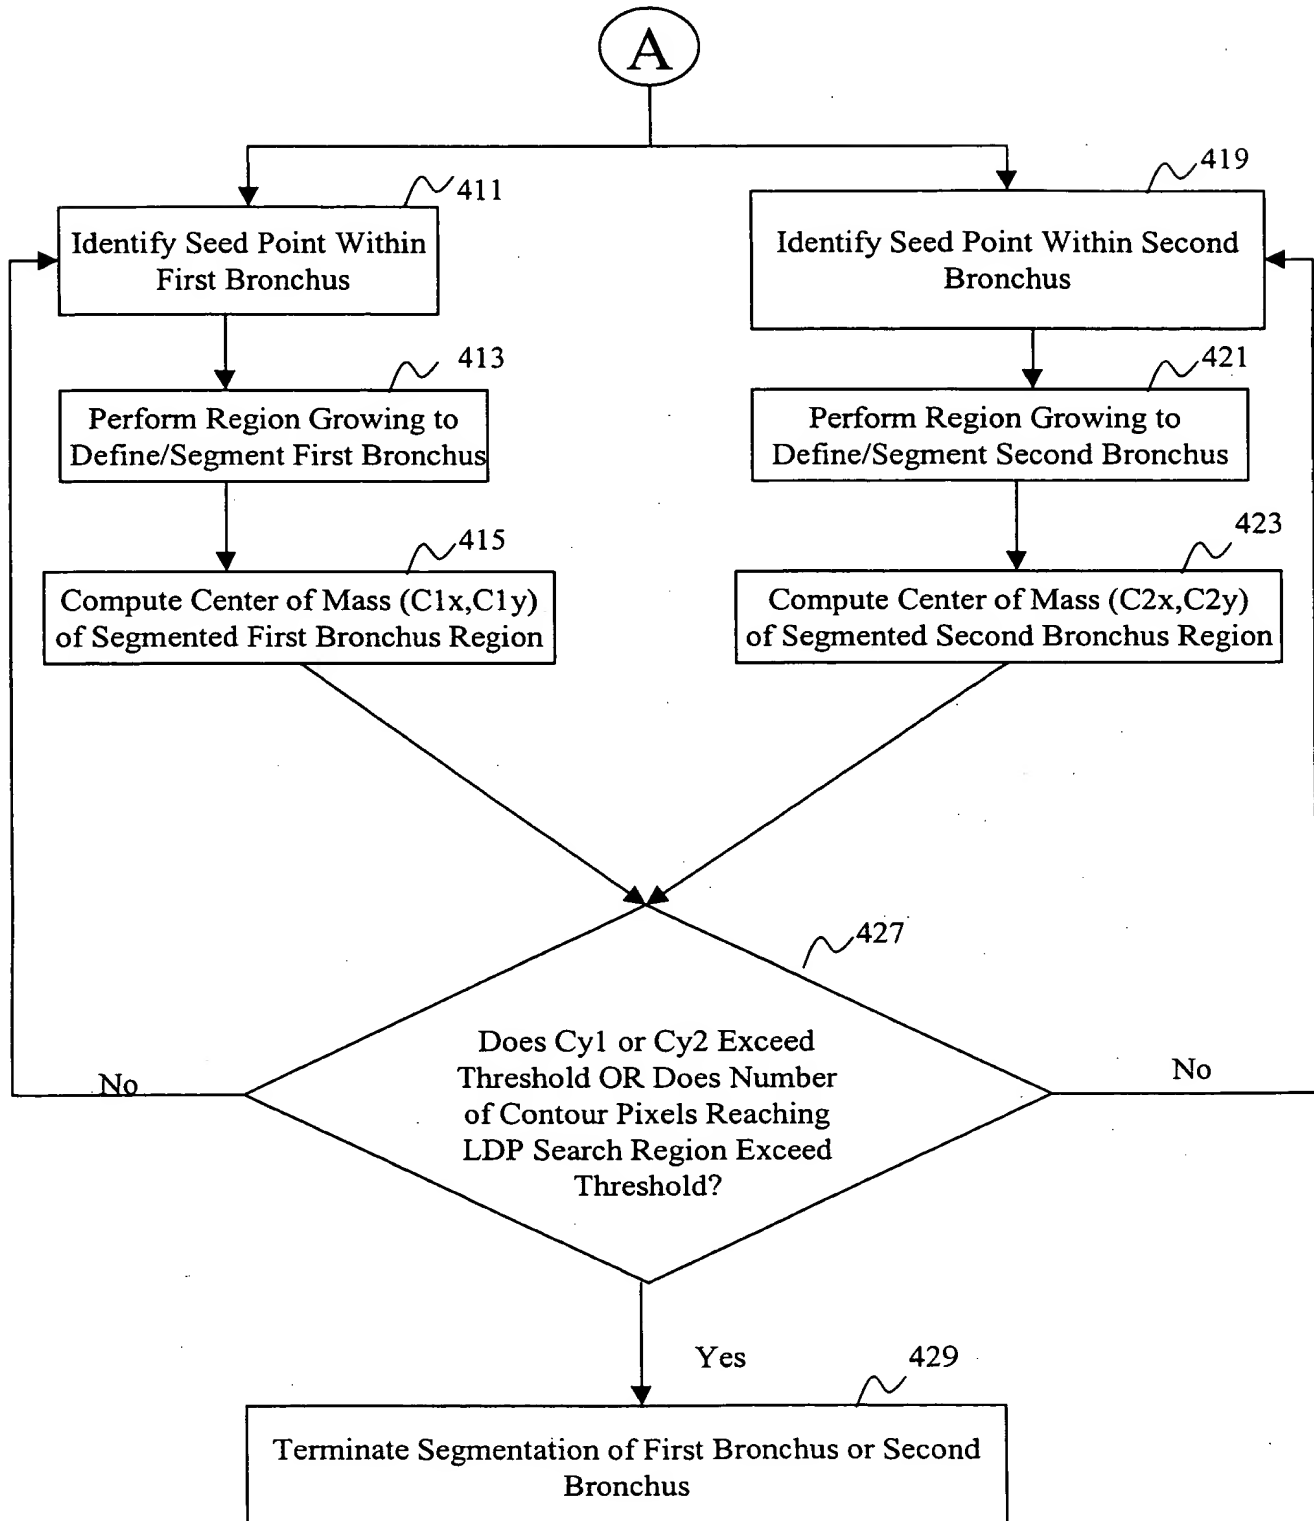 A
411
419
Identify Seed Point Within
First Bronchus
Identify Seed Point Within Second
Bronchus
413
421
Perform Region Growing to
Define/Segment First Bronchus
Perform Region Growing to
Define/Segment Second Bronchus
415
423
Compute Center of Mass (C1x,C1y)
of Segmented First Bronchus Region
Compute Center of Mass (C2x,C2y)
of Segmented Second Bronchus Region
427
Does Cy1 or Cy2 Exceed
Threshold OR Does Number
of Contour Pixels Reaching
LDP Search Region Exceed
Threshold?
No
No
Yes
429
Terminate Segmentation of First Bronchus or Second
Bronchus